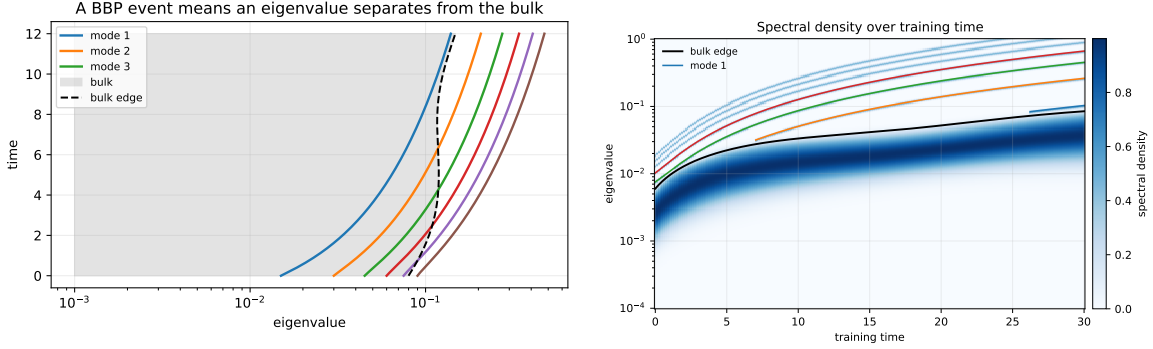 A BBP event means an eigenvalue separates from the bulk
12
10
8
6
4
2
0
time
mode 1
mode 2
mode 3
bulk
bulk edge
10⁻³
10⁻²
10⁻¹
eigenvalue
Spectral density over training time
10⁰
10⁻¹
10⁻²
10⁻³
10⁻⁴
eigenvalue
bulk edge
mode 1
0
5
10
15
20
25
30
training time
0.8
0.6
0.4
0.2
0.0
spectral density